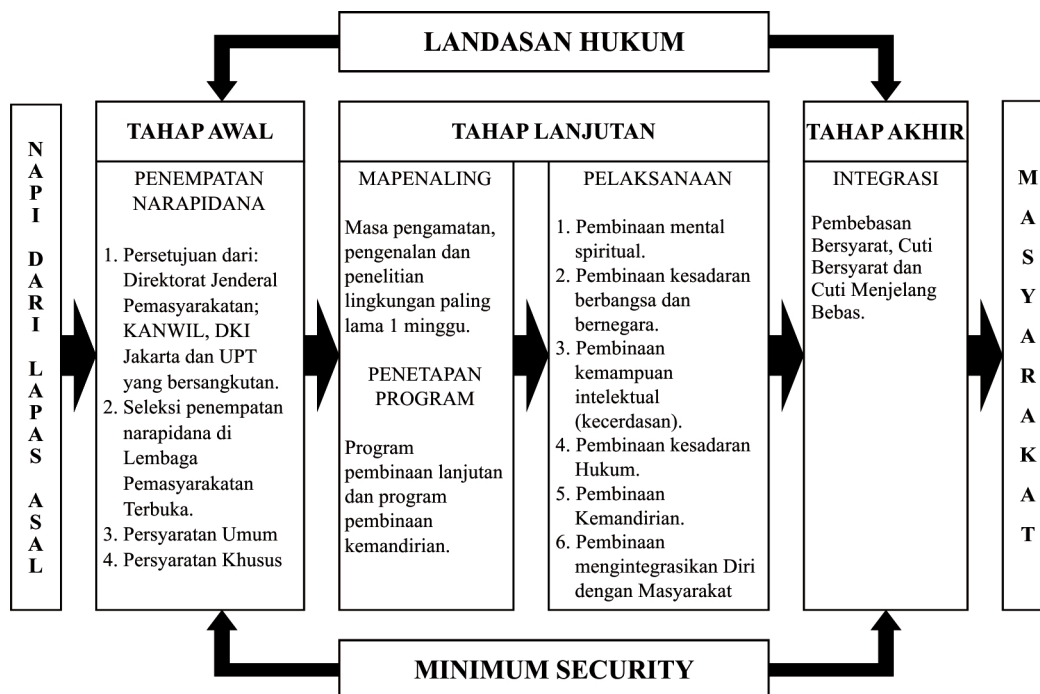 LANDASAN HUKUM
NAPI DARI LAPAS ASAL
TAHAP AWAL
PENEMPATAN
NARAPIDANA
1. Persetujuan dari:
Direktorat Jenderal
Pemasyarakatan;
KANWIL, DKI
Jakarta dan UPT
yang bersangkutan.
2. Seleksi penempatan
narapidana di
Lembaga
Pemasyarakatan
Terbuka.
3. Persyaratan Umum
4. Persyaratan Khusus
TAHAP LANJUTAN
MAPENALING
Masa pengamatan,
pengenalan dan
penelitian
lingkungan paling
lama 1 minggu.
PENETAPAN
PROGRAM
Program
pembinaan lanjutan
dan program
pembinaan
kemandirian.
PELAKSANAAN
1. Pembinaan mental
spiritual.
2. Pembinaan kesadaran
berbangsa dan
bernegara.
3. Pembinaan
kemampuan
intelektual
(kecerdasan).
4. Pembinaan kesadaran
Hukum.
5. Pembinaan
Kemandirian.
6. Pembinaan
mengintegrasikan Diri
dengan Masyarakat
TAHAP AKHIR
INTEGRASI
Pembebasan
Bersyarat, Cuti
Bersyarat dan
Cuti Menjelang
Bebas.
MASYARAKAT
MINIMUM SECURITY